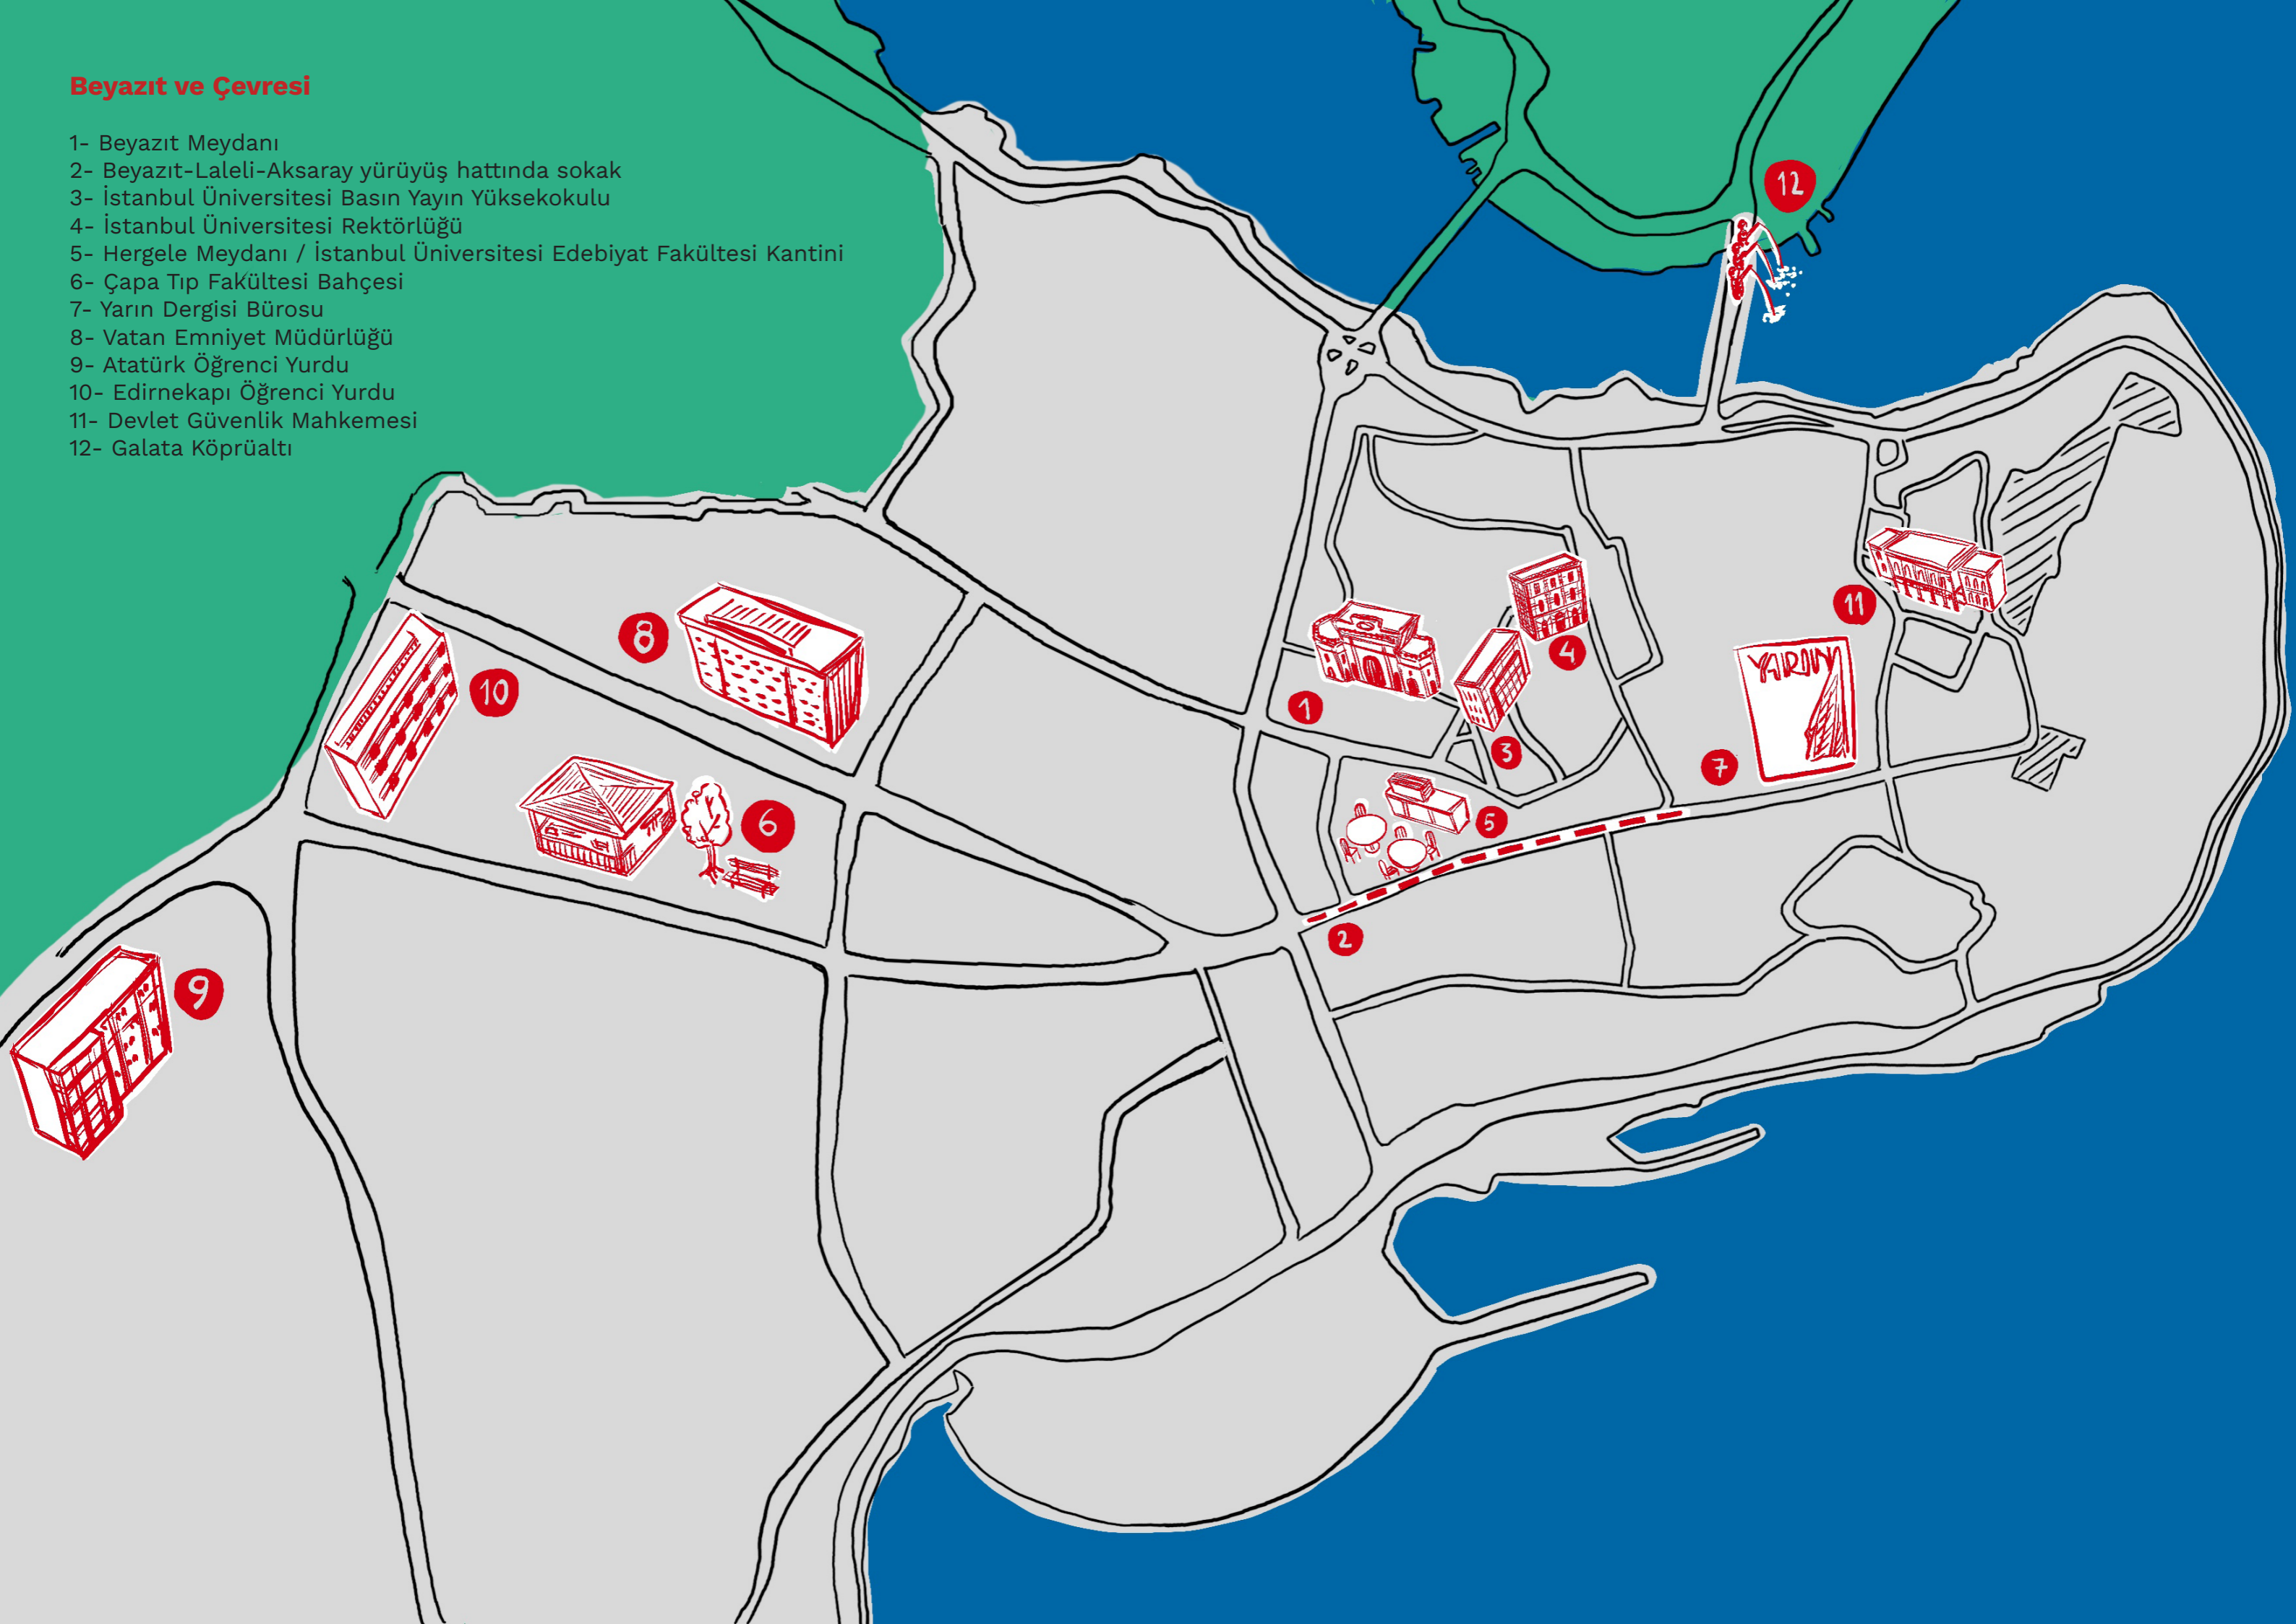 Beyazıt ve Çevresi
1- Beyazıt Meydanı
2- Beyazıt-Laleli-Aksaray yürüyüş hattında sokak
3- İstanbul Üniversitesi Basın Yayın Yüksekokulu
4- İstanbul Üniversitesi Rektörlüğü
5- Hergele Meydanı / İstanbul Üniversitesi Edebiyat Fakültesi Kantini
6- Çapa Tıp Fakültesi Bahçesi
7- Yarın Dergisi Bürosu
8- Vatan Emniyet Müdürlüğü
9- Atatürk Öğrenci Yurdu
10- Edirnekapı Öğrenci Yurdu
11- Devlet Güvenlik Mahkemesi
12- Galata Köprüaltı
12
11
8
4
YARIN
10
1
3
7
6
5
2
9